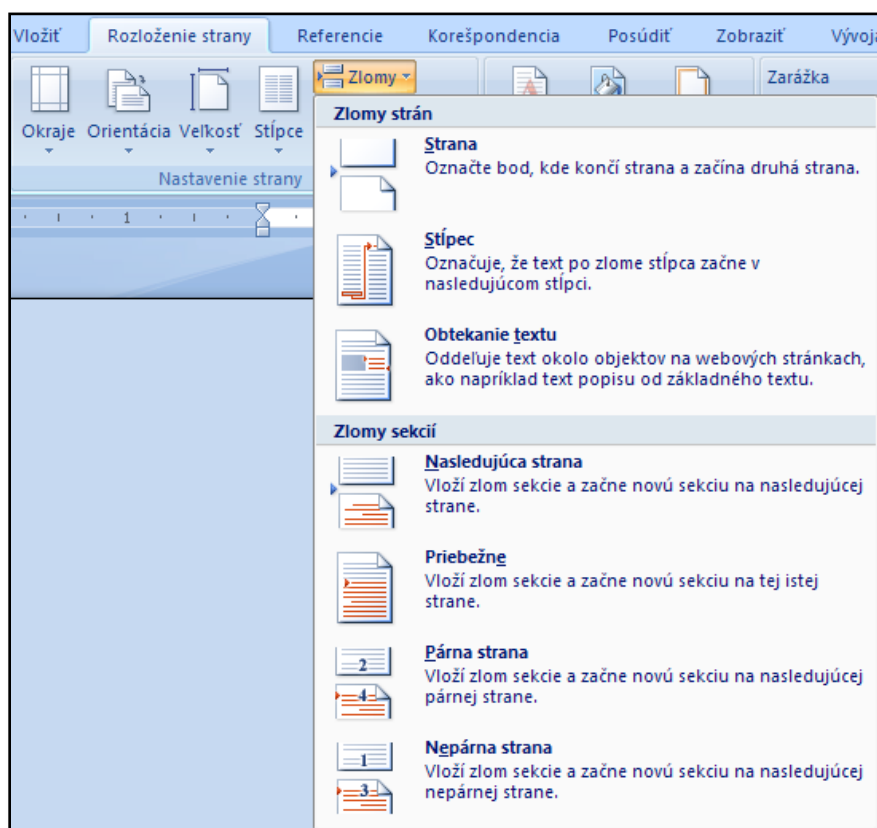 Vložiť Rozloženie strany Referencie Korešpondencia Posúdiť Zobraziť Vývoja
Zlomy Zarážka
Okraje Orientácia Veľkosť Stĺpce
Nastavenie strany
1
Zlomy strán
Strana
Označte bod, kde končí strana a začína druhá strana.
Stĺpec
Označuje, že text po zlome stĺpca začne v
nasledujúcom stĺpci.
Obtekanie textu
Oddeľuje text okolo objektov na webových stránkach,
ako napríklad text popisu od základného textu.
Zlomy sekcií
Nasledujúca strana
Vloží zlom sekcie a začne novú sekciu na nasledujúcej
strane.
Priebežne
Vloží zlom sekcie a začne novú sekciu na tej istej
strane.
2
4
Párna strana
Vloží zlom sekcie a začne novú sekciu na nasledujúcej
párnej strane.
1
3
Nepárna strana
Vloží zlom sekcie a začne novú sekciu na nasledujúcej
nepárnej strane.